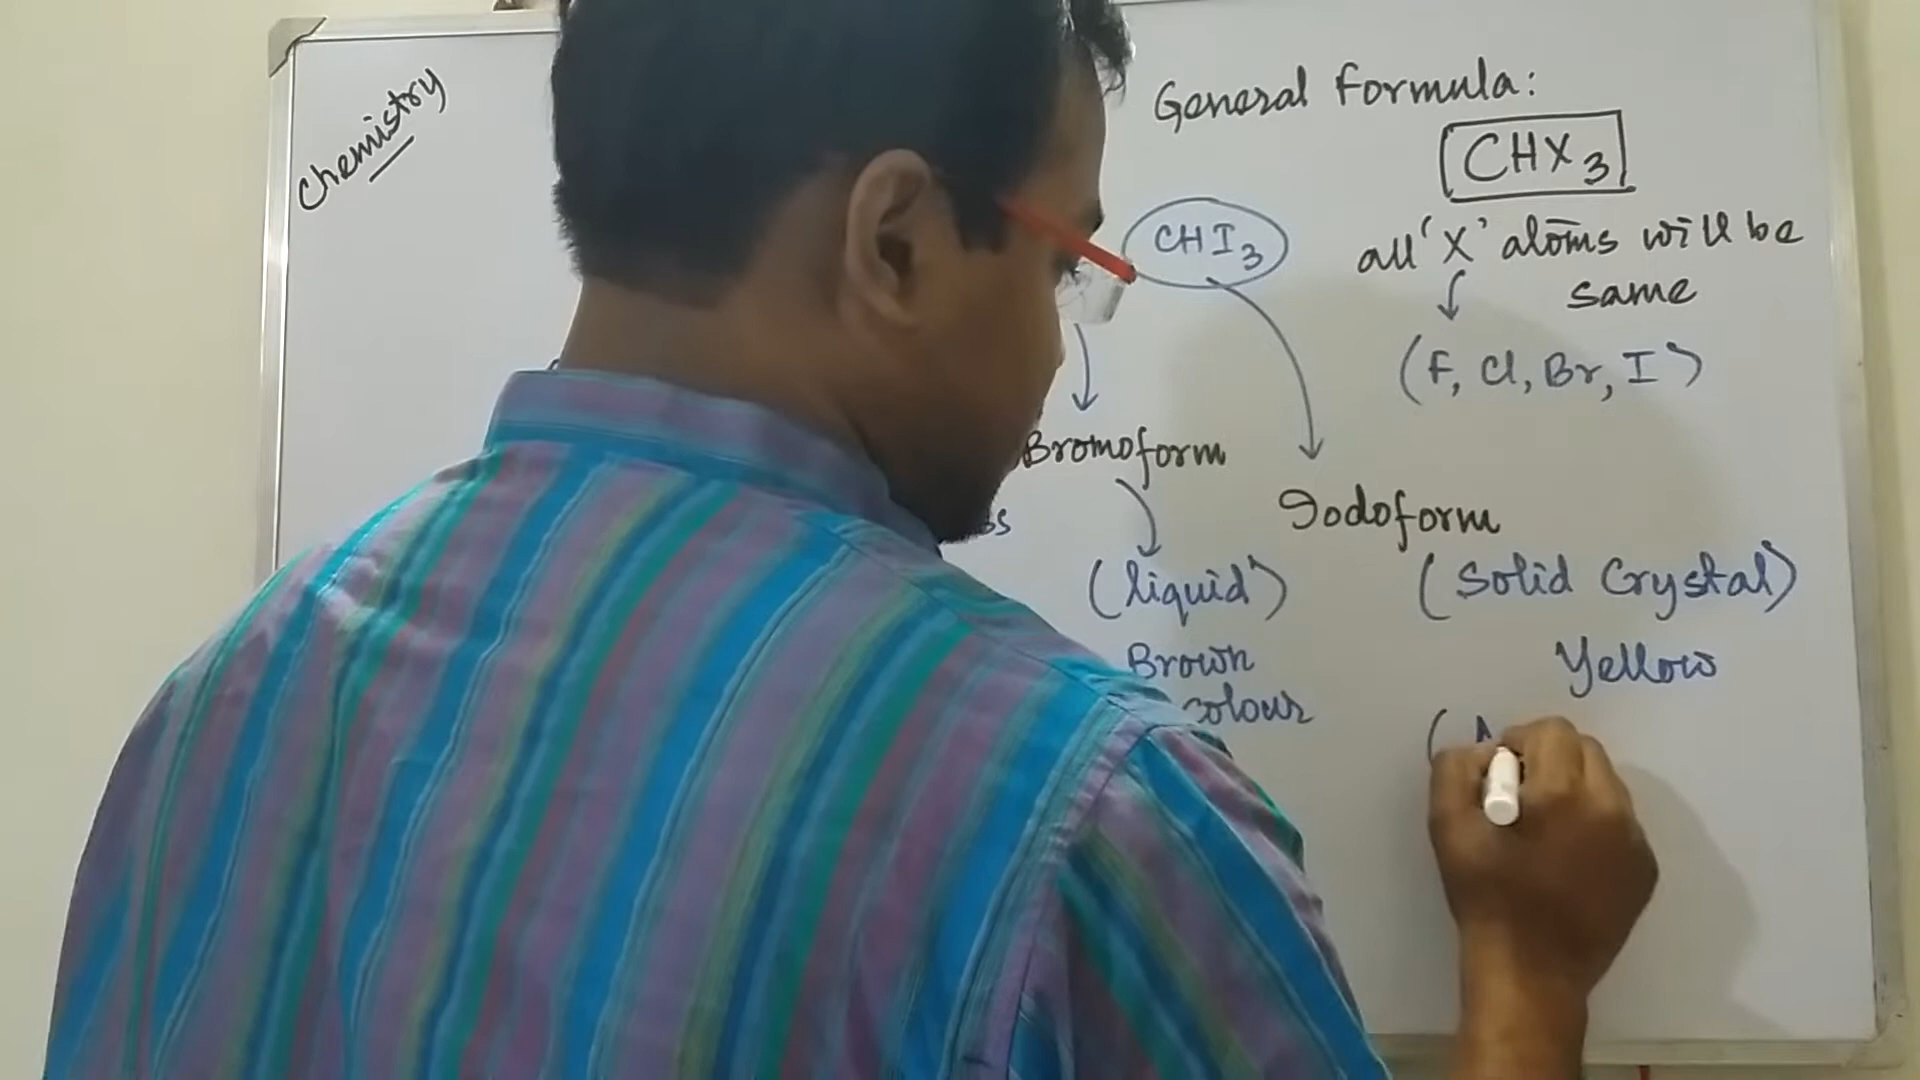 Chemistry
General Formula:
CHX3
CHI3
all 'X' atoms will be
same
(F, Cl, Br, I)
Bromoform
Iodoform
(liquid)
(Solid Crystal)
Brown
Yellow
colour